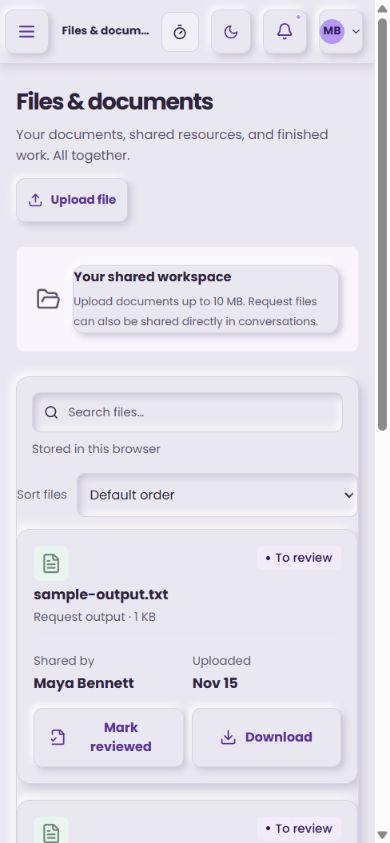 Files & docum...
MB
Files & documents
Your documents, shared resources, and finished
work. All together.
Upload file
Your shared workspace
Upload documents up to 10 MB. Request files
can also be shared directly in conversations.
Search files...
Stored in this browser
Sort files
Default order
To review
sample-output.txt
Request output · 1 KB
Shared by
Uploaded
Maya Bennett
Nov 15
Mark
reviewed
Download
To review